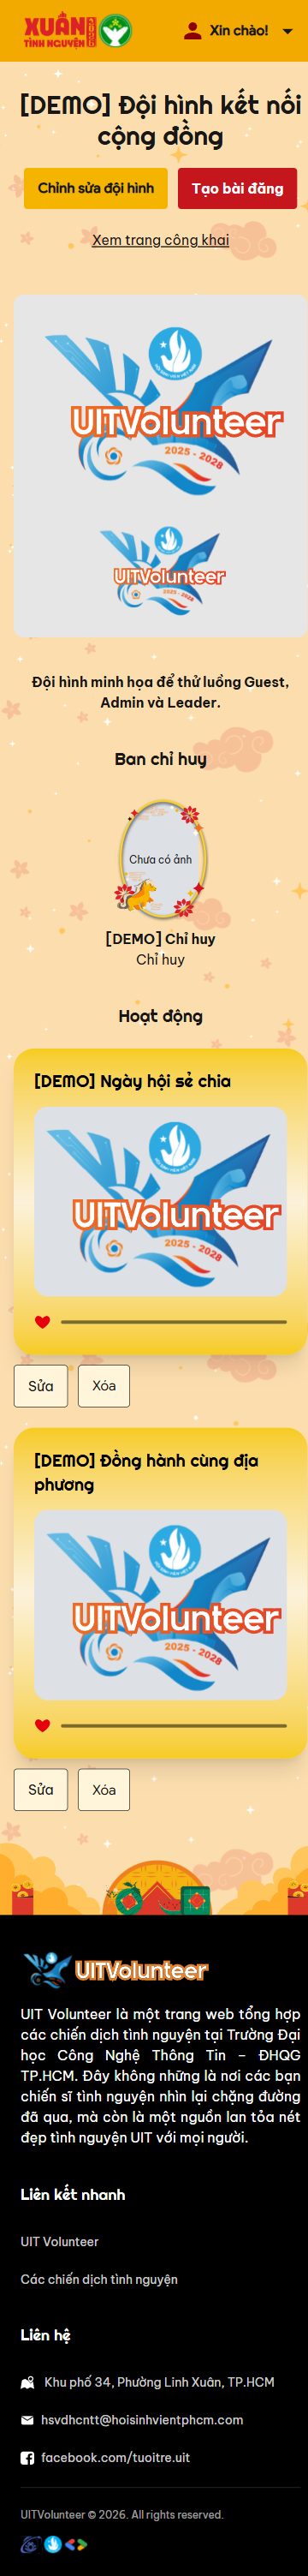 XUÂN
TÌNH NGUYỆN
Xin chào!
[DEMO] Đội hình kết nối
cộng đồng
Chỉnh sửa đội hình
Tạo bài đăng
Xem trang công khai
UITVolunteer
2025 - 2028
UITVolunteer
2025 - 2028
Đội hình minh họa để thử luồng Guest,
Admin và Leader.
Ban chỉ huy
Chưa có ảnh
[DEMO] Chỉ huy
Chỉ huy
Hoạt động
[DEMO] Ngày hội sẻ chia
UITVolunteer
2025 - 2028
Sửa
Xóa
[DEMO] Đồng hành cùng địa
phương
UITVolunteer
2025 - 2028
Sửa
Xóa
UITVolunteer
UIT Volunteer là một trang web tổng hợp
các chiến dịch tình nguyện tại Trường Đại
học Công Nghệ Thông Tin – ĐHQG
TP.HCM. Đây không những là nơi các bạn
chiến sĩ tình nguyện nhìn lại chặng đường
đã qua, mà còn là một nguồn lan tỏa nét
đẹp tình nguyện UIT với mọi người.
Liên kết nhanh
UIT Volunteer
Các chiến dịch tình nguyện
Liên hệ
Khu phố 34, Phường Linh Xuân, TP.HCM
hsvdhcntt@hoisinhvientphcm.com
facebook.com/tuoitre.uit
UITVolunteer © 2026. All rights reserved.